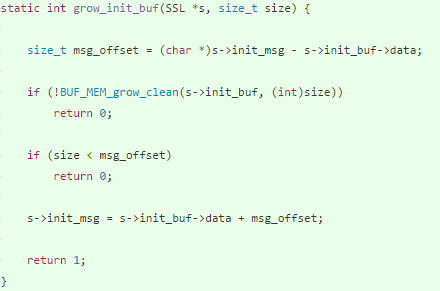 static int grow_init_buf(SSL *s, size_t size) {
size_t msg_offset = (char *)s->init_msg - s->init_buf->data;
if (!BUF_MEM_grow_clean(s->init_buf, (int)size))
return 0;
if (size < msg_offset)
return 0;
s->init_msg = s->init_buf->data + msg_offset;
return 1;
}